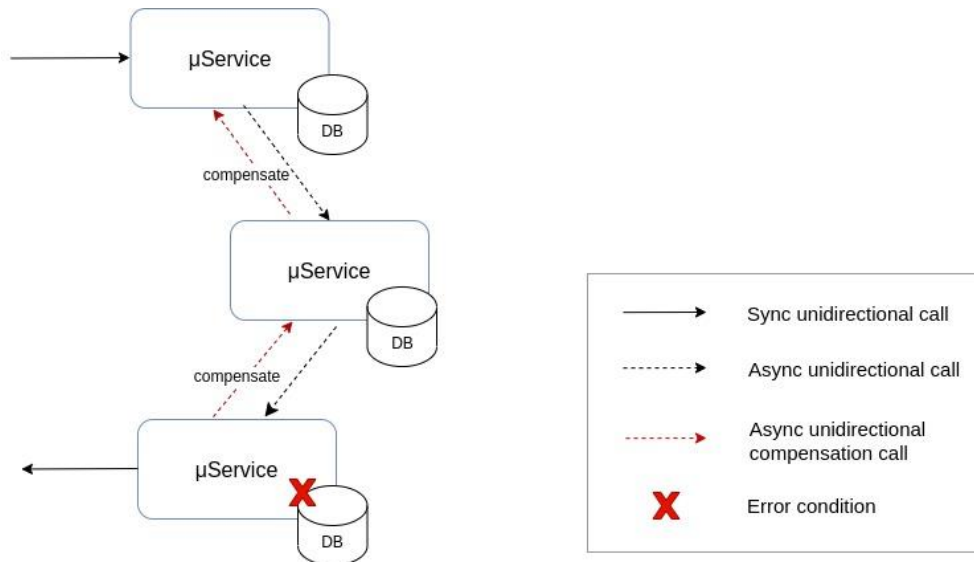 μService
DB
compensate
μService
DB
compensate
μService
DB
Sync unidirectional call
Async unidirectional call
Async unidirectional
compensation call
Error condition